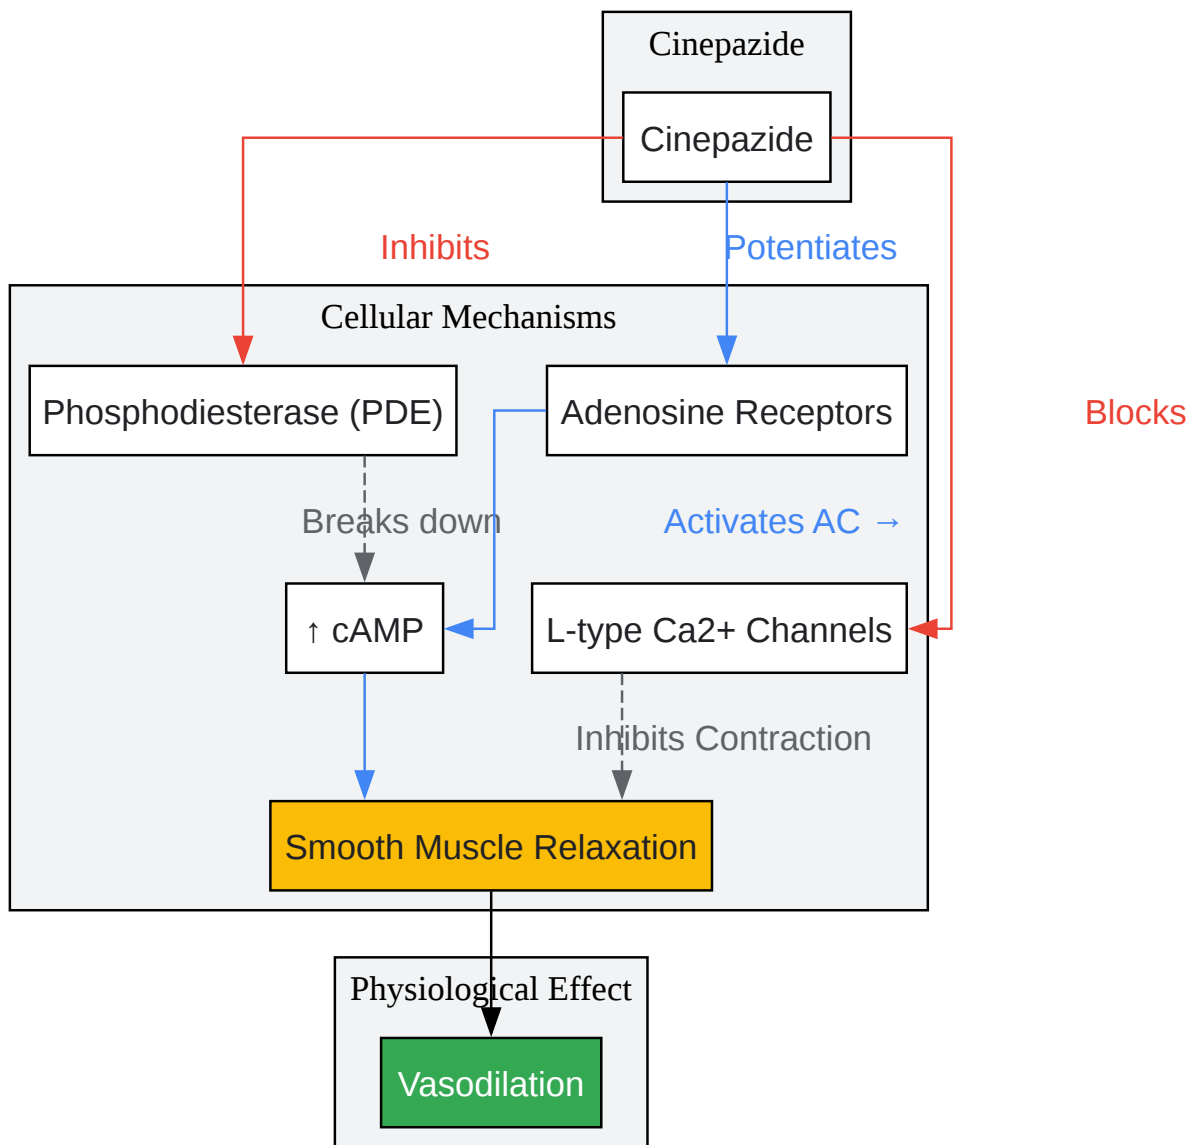 Cinepazide
Cinepazide
Inhibits
Potentiates
Cellular Mechanisms
Phosphodiesterase (PDE)
Adenosine Receptors
Blocks
Breaks down
Activates AC →
↑ cAMP
L-type Ca2+ Channels
Inhibits Contraction
Smooth Muscle Relaxation
Physiological Effect
Vasodilation